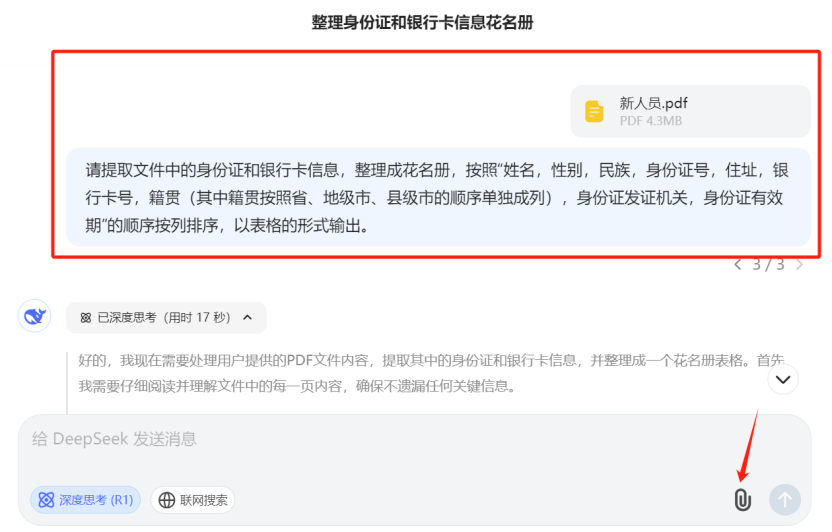 整理身份证和银行卡信息花名册
新人员.pdf
PDF 4.3MB
请提取文件中的身份证和银行卡信息，整理成花名册，按照“姓名，性别，民族，身份证号，住址，银
行卡号，籍贯（其中籍贯按照省、地级市、县级市的顺序单独成列），身份证发证机关，身份证有效
期”的顺序按列排序，以表格的形式输出。
3 / 3
已深度思考（用时 17 秒）
好的，我现在需要处理用户提供的PDF文件内容，提取其中的身份证和银行卡信息，并整理成一个花名册表格。首先
我需要仔细阅读并理解文件中的每一页内容，确保不遗漏任何关键信息。
给 DeepSeek 发送消息
深度思考 (R1)
联网搜索